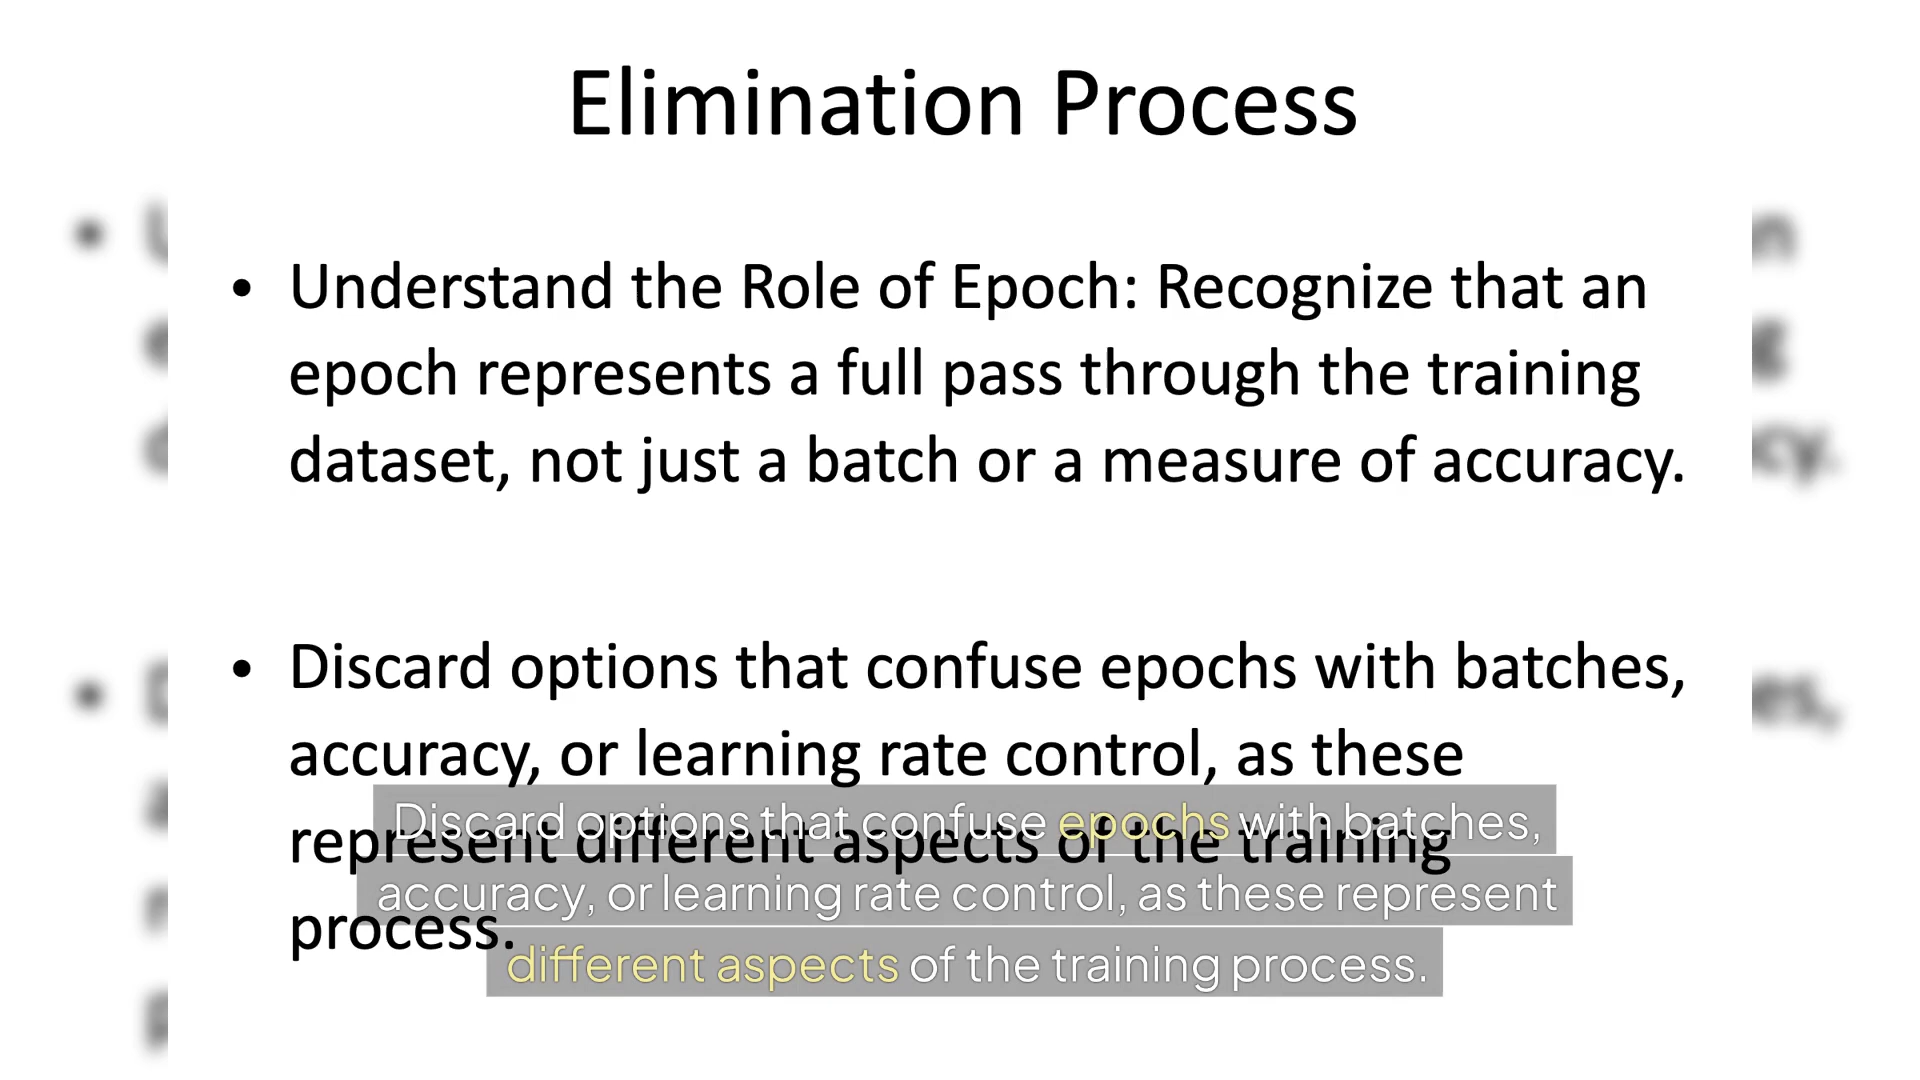 Elimination Process
• Understand the Role of Epoch: Recognize that an
epoch represents a full pass through the training
dataset, not just a batch or a measure of accuracy.
• Discard options that confuse epochs with batches,
accuracy, or learning rate control, as these
represent different aspects of the training
process.
Discard options that confuse epochs with batches,
accuracy, or learning rate control, as these represent
different aspects of the training process.